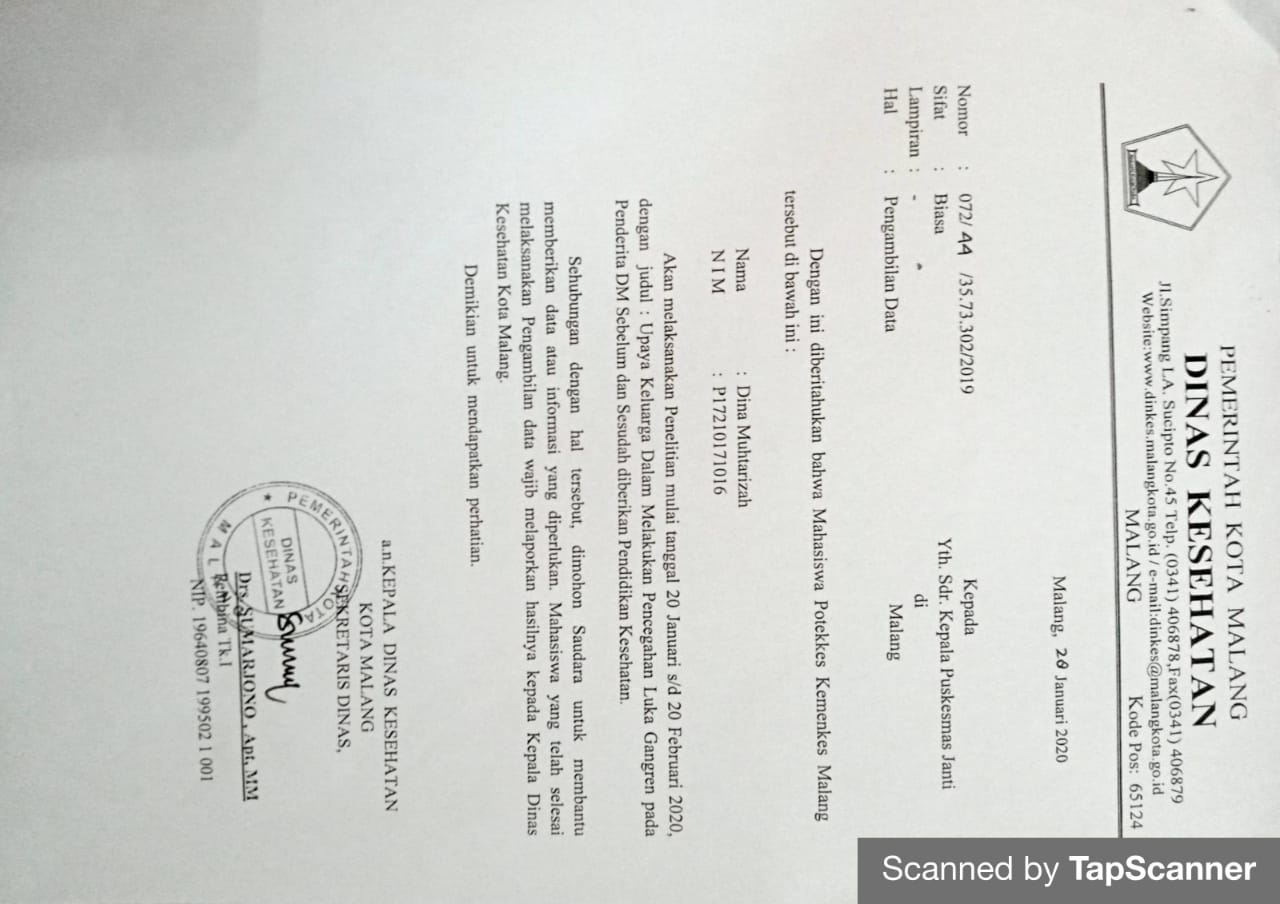 PEMERINTAH KOTA MALANG
DINAS KESEHATAN
Jl.Simpang LA. Sucipto No.45 Telp. (0341) 406878,Fax(0341) 406879
Website:www.dinkes.malangkota.go.id / e-mail:dinkes@malangkota.go.id
MALANG Kode Pos: 65124
Malang, 20 Januari 2020
Nomor : 072/ 44 /35.73.302/2019
Sifat : Biasa
Lampiran : -
Hal : Pengambilan Data
Kepada
Yth. Sdr. Kepala Puskesmas Janti
di
Malang
Dengan ini diberitahukan bahwa Mahasiswa Potekkes Kemenkes Malang
tersebut di bawah ini :
Nama : Dina Muhtarizah
N I M : P17210171016
Akan melaksanakan Penelitian mulai tanggal 20 Januari s/d 20 Februari 2020,
dengan judul : Upaya Keluarga Dalam Melakukan Pencegahan Luka Gangren pada
Penderita DM Sebelum dan Sesudah diberikan Pendidikan Kesehatan.
Sehubungan dengan hal tersebut, dimohon Saudara untuk membantu
memberikan data atau informasi yang diperlukan. Mahasiswa yang telah selesai
melaksanakan Pengambilan data wajib melaporkan hasilnya kepada Kepala Dinas
Kesehatan Kota Malang.
Demikian untuk mendapatkan perhatian.
a.n.KEPALA DINAS KESEHATAN
KOTA MALANG
SEKRETARIS DINAS,
PEMERINTAH KOTA
DINAS
KESEHATAN
Drs. SUMARJONO , Apt, MM
Pembina Tk.I
NIP. 19640807 199502 1 001
Scanned by TapScanner